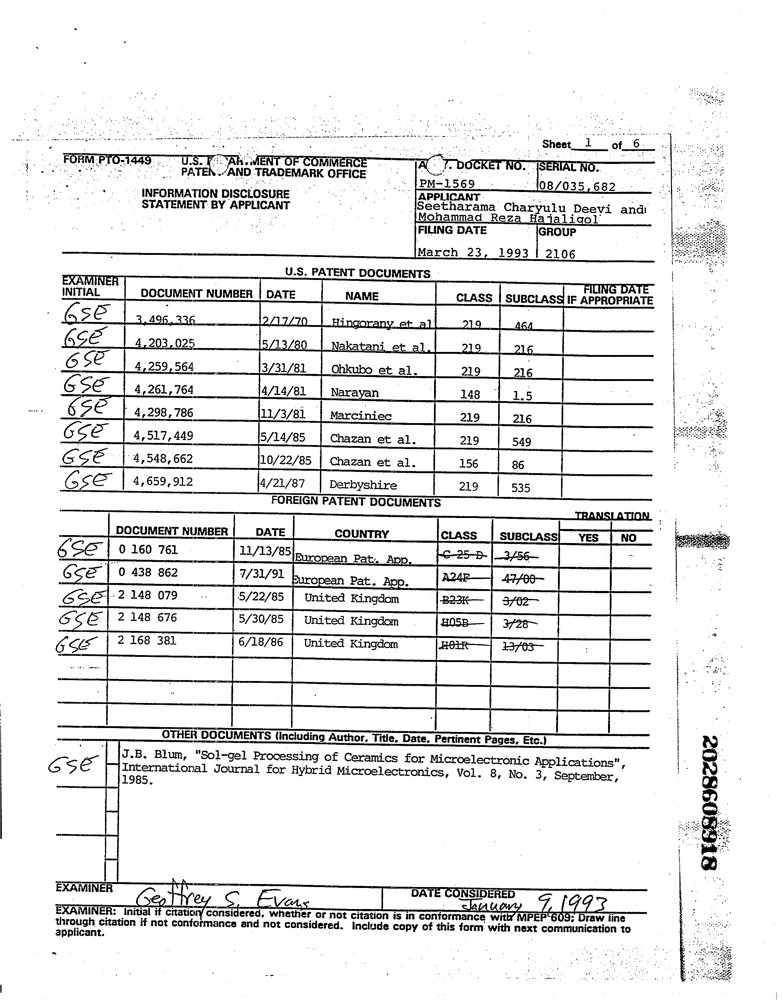 Sheet 1 of 6
FORM PTO-1449 U.S. MENT OF COMMERCE
PATEN AND TRADEMARK OFFICE
INFORMATION DISCLOSURE
STATEMENT BY APPLICANT
DOCKET NO. SERIAL NO.
PM-1569 08/035,682
APPLICANT
Seetharama Charyulu Deevi and
Mohammad Reza Hajaligol
FILING DATE GROUP
March 23, 1993 2106
U.S. PATENT DOCUMENTS
EXAMINER INITIAL DOCUMENT NUMBER DATE NAME CLASS SUBCLASS FILING DATE IF APPROPRIATE
GSE 3,496,336 2/17/70 Hingorany et al 219 464
GSE 4,203,025 5/13/80 Nakatani et al. 219 216
GSE 4,259,564 3/31/81 Ohkubo et al. 219 216
GSE 4,261,764 4/14/81 Narayan 148 1.5
GSE 4,298,786 11/3/81 Marciniec 219 216
GSE 4,517,449 5/14/85 Chazan et al. 219 549
GSE 4,548,662 10/22/85 Chazan et al. 156 86
GSE 4,659,912 4/21/87 Derbyshire 219 535
FOREIGN PATENT DOCUMENTS
TRANSLATION
DOCUMENT NUMBER DATE COUNTRY CLASS SUBCLASS YES NO
GSE 0 160 761 11/13/85 European Pat. App. C 25 D 3/56
GSE 0 438 862 7/31/91 European Pat. App. A24F 47/00
GSE 2 148 079 5/22/85 United Kingdom B23K 3/02
GSE 2 148 676 5/30/85 United Kingdom H05B 3/28
GSE 2 168 381 6/18/86 United Kingdom H01R 13/03
OTHER DOCUMENTS (Including Author, Title, Date, Pertinent Pages, Etc.)
GSE J.B. Blum, "Sol-gel Processing of Ceramics for Microelectronic Applications",
International Journal for Hybrid Microelectronics, Vol. 8, No. 3, September,
1985.
EXAMINER Geoffrey S. Evans DATE CONSIDERED January 9, 1993
EXAMINER: Initial if citation considered, whether or not citation is in conformance with MPEP 609; Draw line
through citation if not conformance and not considered. Include copy of this form with next communication to
applicant.
2028608918